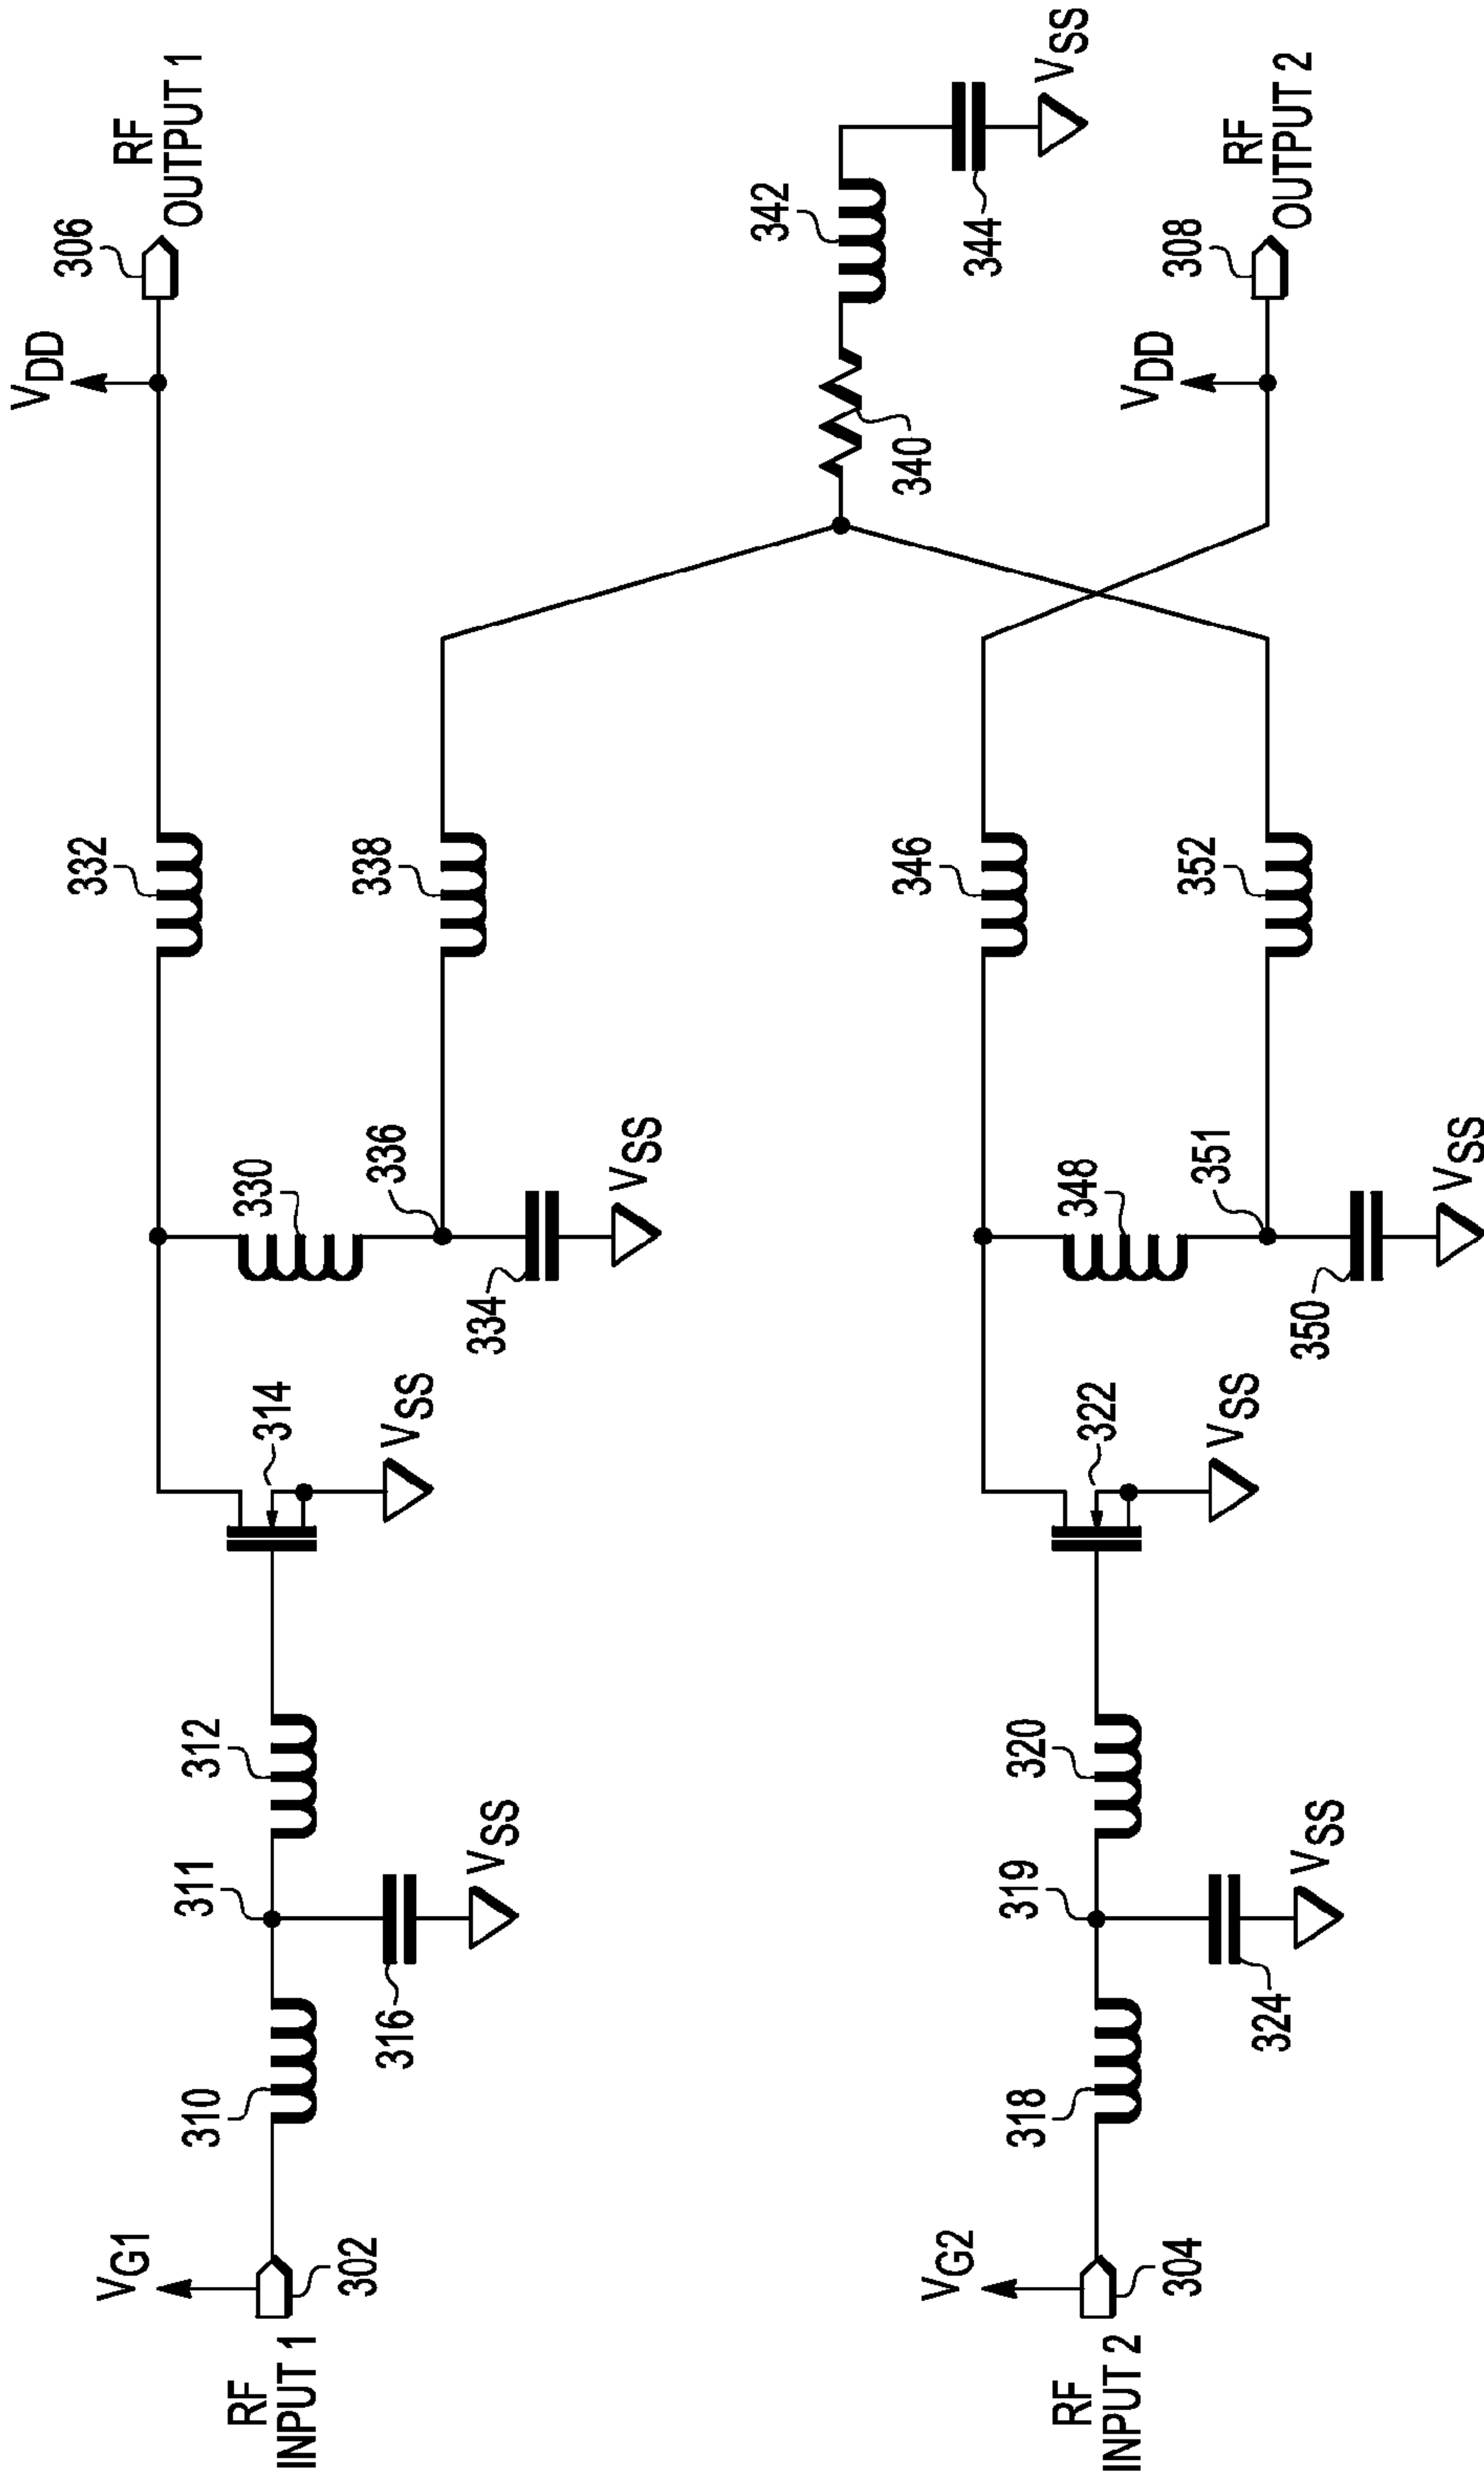 RF
INPUT 1
302
VG1
310
311
316
VSS
312
314
VSS
330
336
334
VSS
332
338
VDD
306
RF
OUTPUT 1
340
342
344
VSS
RF
INPUT 2
304
VG2
318
319
324
VSS
320
322
VSS
348
351
350
VSS
346
352
VDD
308
RF
OUTPUT 2